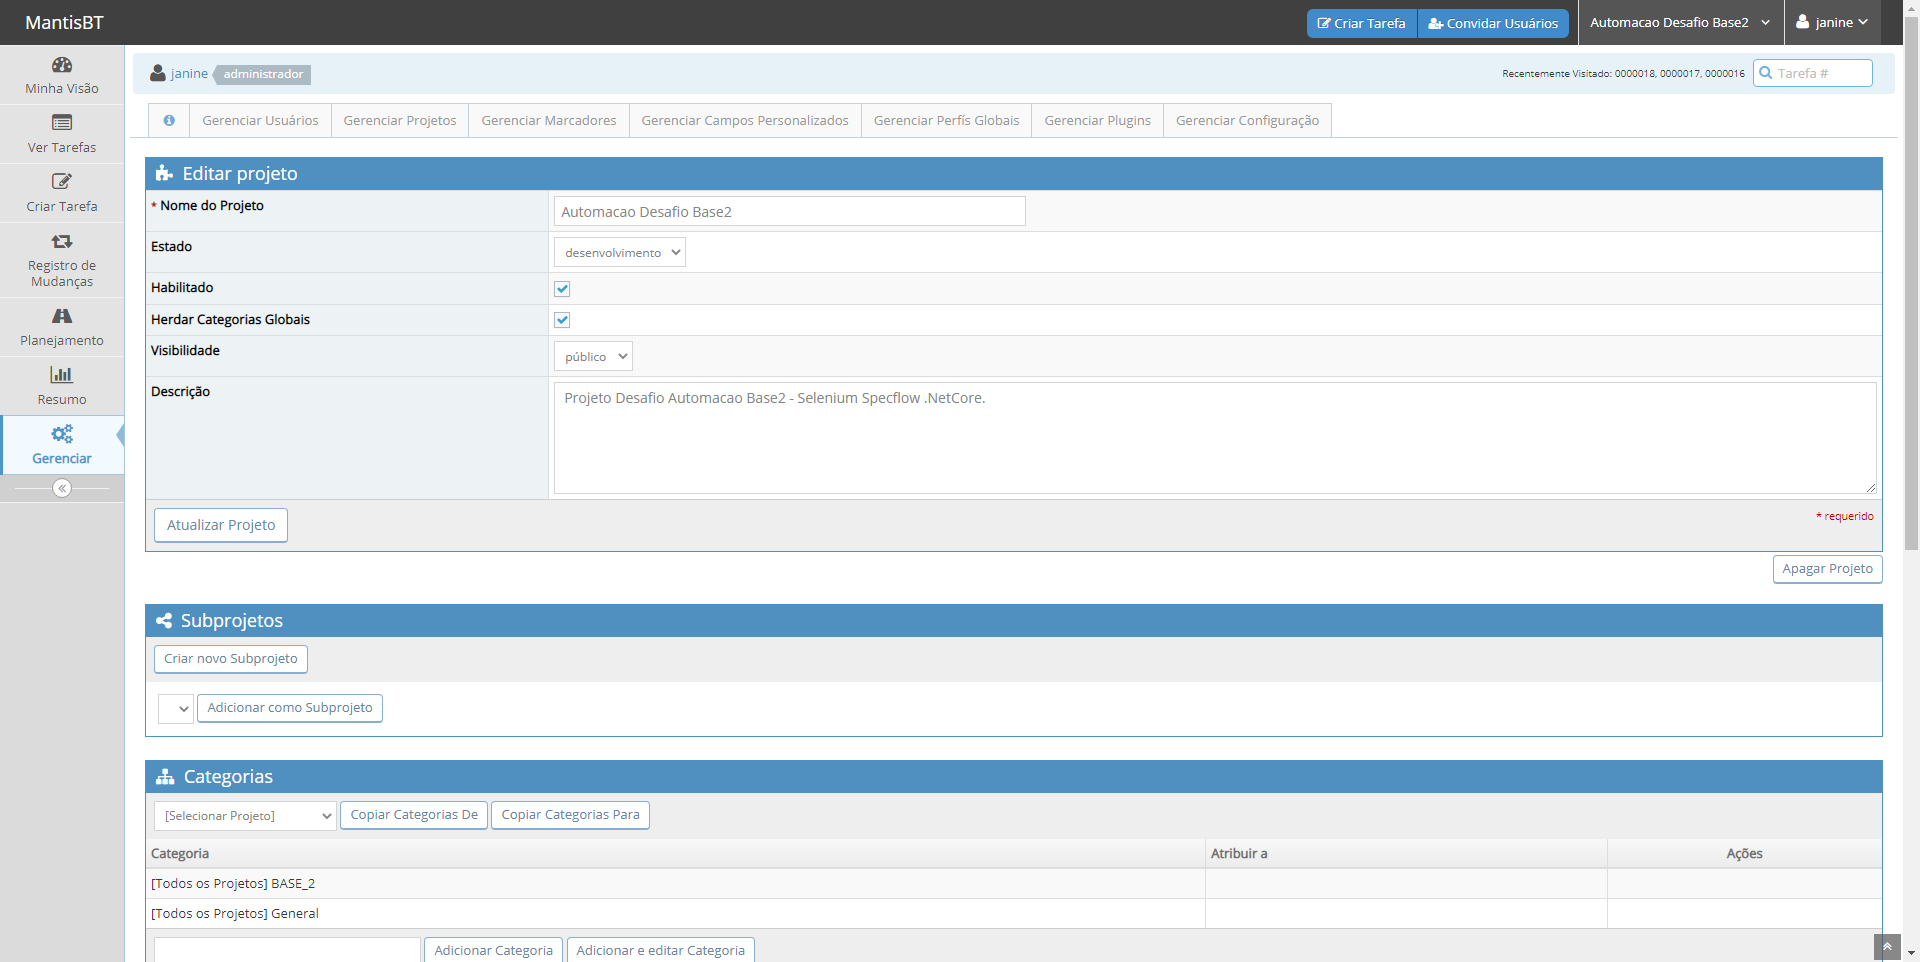 MantisBT
Criar Tarefa
Convidar Usuários
Automacao Desafio Base2
janine
Minha Visão
Ver Tarefas
Criar Tarefa
Registro de
Mudanças
Planejamento
Resumo
Gerenciar
janine
administrador
Recentemente Visitado: 0000018, 0000017, 0000016
Tarefa #
Gerenciar Usuários
Gerenciar Projetos
Gerenciar Marcadores
Gerenciar Campos Personalizados
Gerenciar Perfís Globais
Gerenciar Plugins
Gerenciar Configuração
Editar projeto
* Nome do Projeto
Automacao Desafio Base2
Estado
desenvolvimento
Habilitado
Herdar Categorias Globais
Visibilidade
público
Descrição
Projeto Desafio Automacao Base2 - Selenium Specflow .NetCore.
Atualizar Projeto
* requerido
Apagar Projeto
Subprojetos
Criar novo Subprojeto
Adicionar como Subprojeto
Categorias
[Selecionar Projeto]
Copiar Categorias De
Copiar Categorias Para
Categoria
Atribuir a
Ações
[Todos os Projetos] BASE_2
[Todos os Projetos] General
Adicionar Categoria
Adicionar e editar Categoria